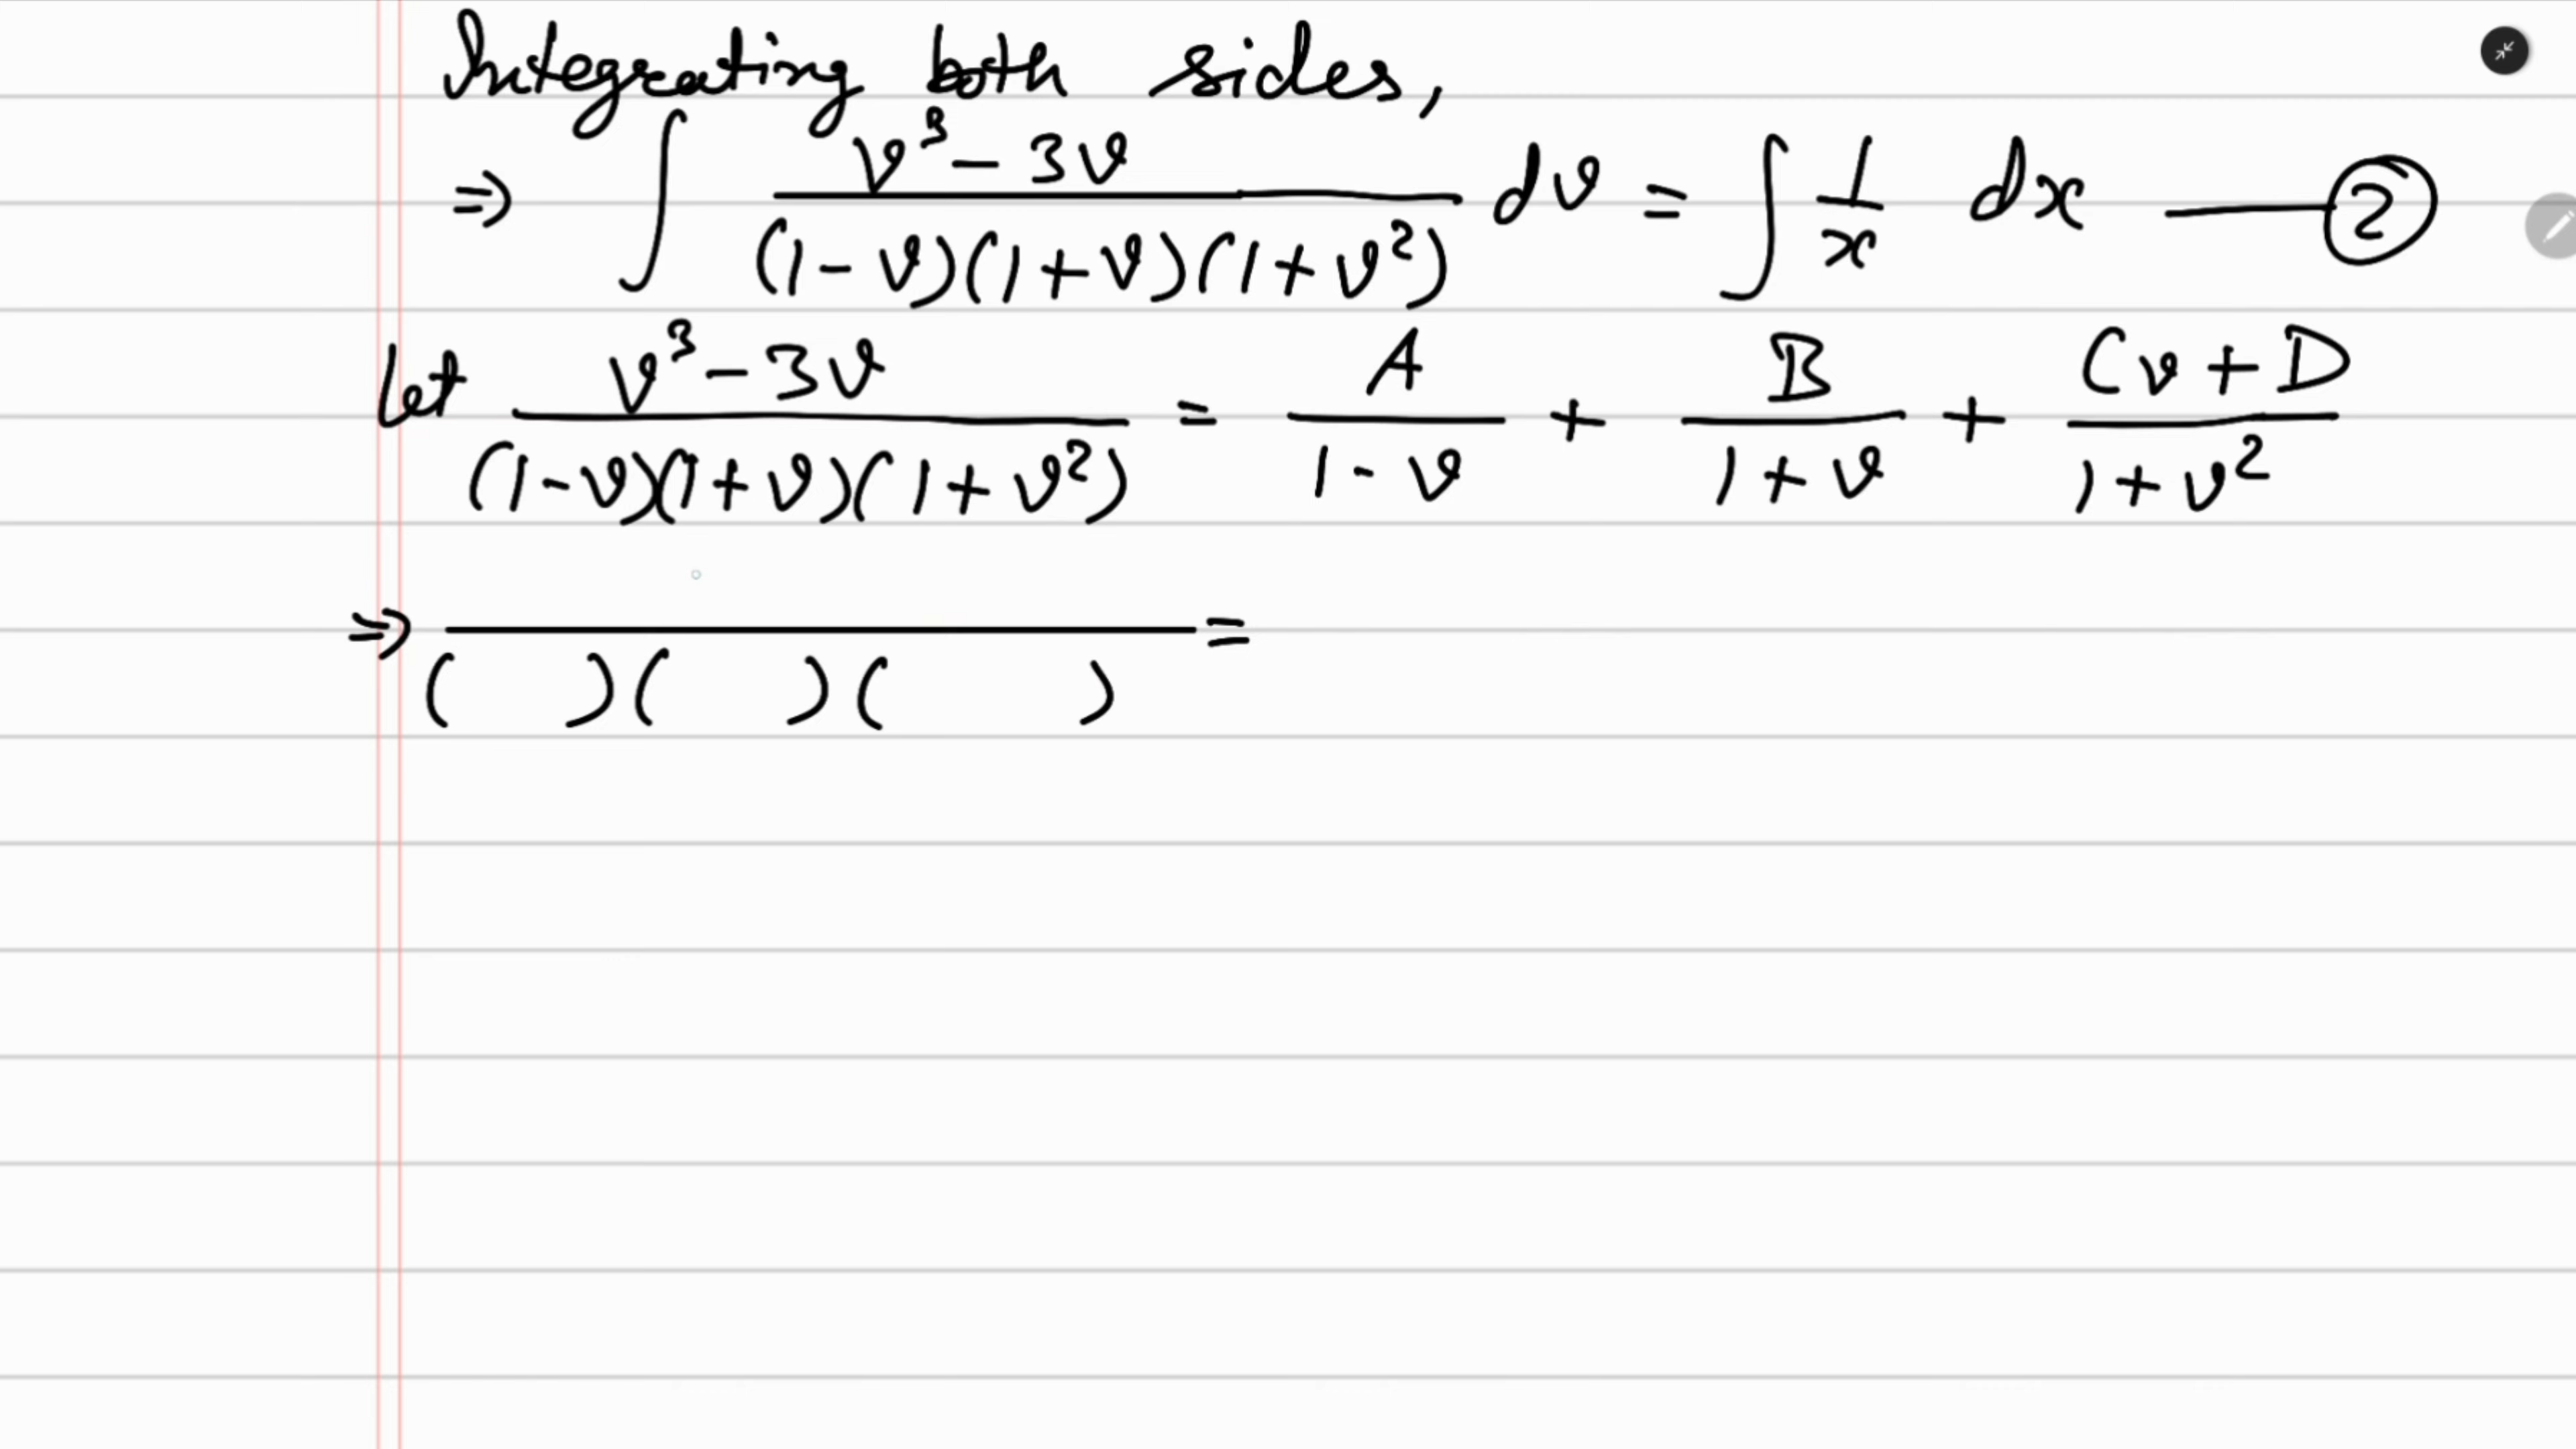 Integrating both sides,
⇒ ∫ (v³ - 3v) / ((1-v)(1+v)(1+v²)) dv = ∫ 1/x dx — ②
Let (v³ - 3v) / ((1-v)(1+v)(1+v²)) = A/(1-v) + B/(1+v) + (Cv+D)/(1+v²)
⇒ ――― / ( )( )( ) =